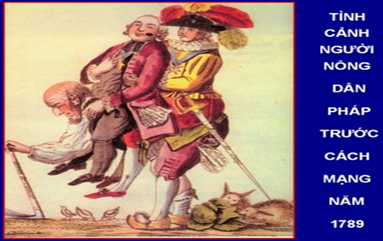 TÌNH
CẢNH
NGƯỜI
NÔNG
DÂN
PHÁP
TRƯỚC
CÁCH
MẠNG
NĂM
1789